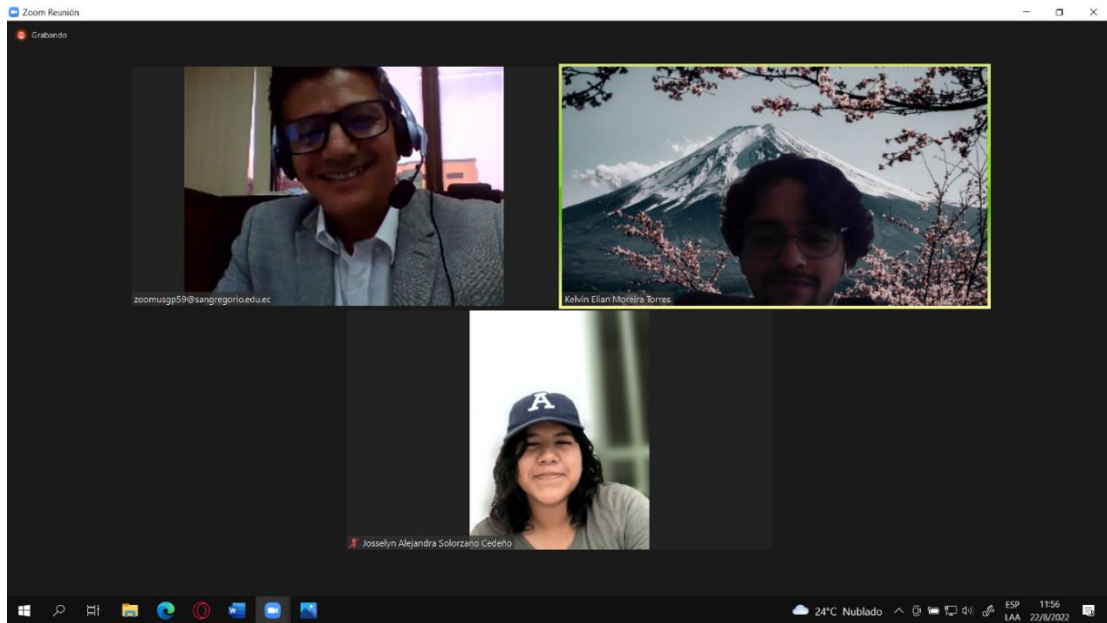 Zoom Reunión
Grabando
zoomusgp59@sangregorio.edu.ec
Kelvin Elian Moreira Torres
A
Josselyn Alejandra Solorzano Cedeño
24°C Nublado
ESP
LAA
11:56
22/8/2022